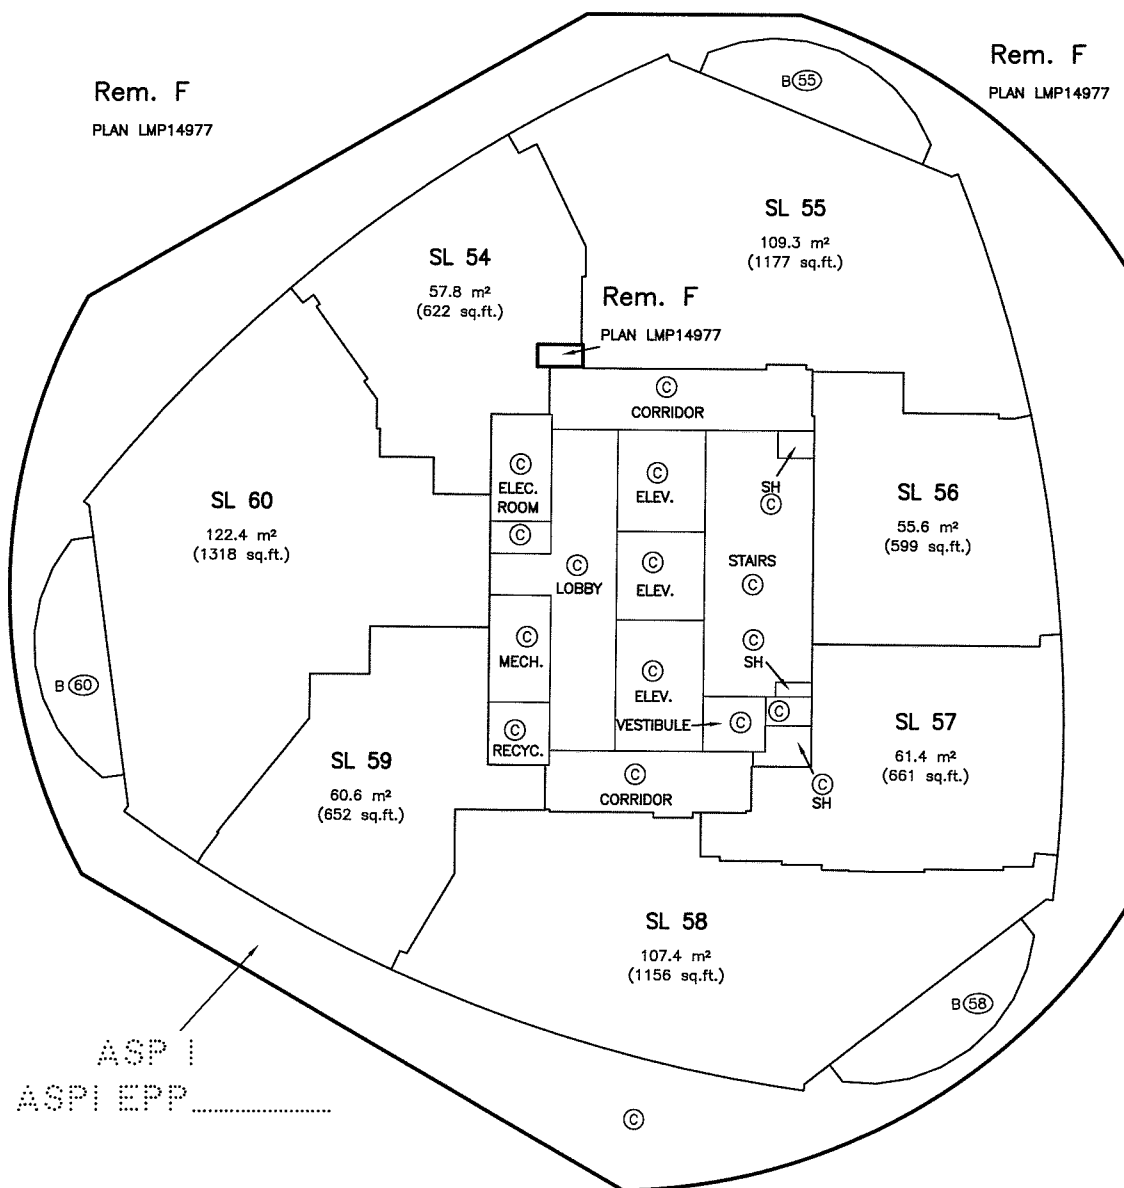 Rem. F
PLAN LMP14977
Rem. F
PLAN LMP14977
B 55
SL 55
109.3 m²
(1177 sq.ft.)
SL 54
57.8 m²
(622 sq.ft.)
Rem. F
PLAN LMP14977
C
CORRIDOR
SL 60
122.4 m²
(1318 sq.ft.)
C
ELEC.
ROOM
C
C
ELEV.
SH
C
SL 56
55.6 m²
(599 sq.ft.)
C
LOBBY
C
ELEV.
STAIRS
C
C
MECH.
C
SH
B 60
C
ELEV.
C
RECYC.
VESTIBULE
C
C
SL 57
61.4 m²
(661 sq.ft.)
SL 59
60.6 m²
(652 sq.ft.)
C
CORRIDOR
C
SH
SL 58
107.4 m²
(1156 sq.ft.)
B 58
ASP 1
ASP1 EPP
C